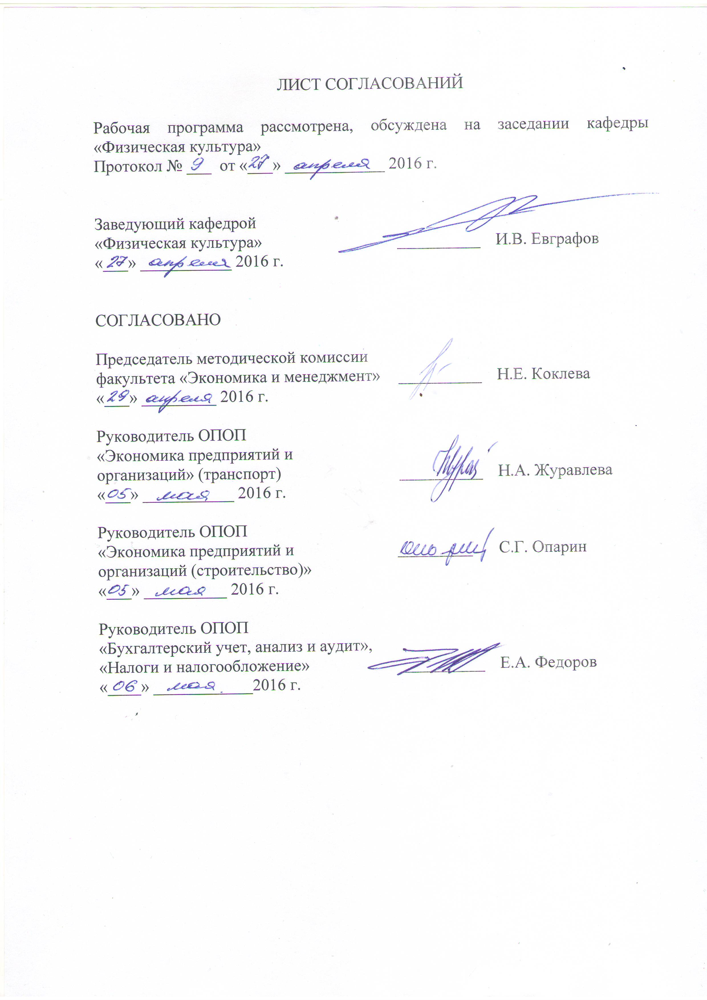 ЛИСТ СОГЛАСОВАНИЙ
Рабочая программа рассмотрена, обсуждена на заседании кафедры
«Физическая культура»
Протокол № 9 от «27» апреля 2016 г.
Заведующий кафедрой
«Физическая культура» И.В. Евграфов
«27» апреля 2016 г.
СОГЛАСОВАНО
Председатель методической комиссии
факультета «Экономика и менеджмент» Н.Е. Коклева
«29» апреля 2016 г.
Руководитель ОПОП
«Экономика предприятий и
организаций» (транспорт) Н.А. Журавлева
«05» мая 2016 г.
Руководитель ОПОП
«Экономика предприятий и С.Г. Опарин
организаций (строительство)»
«05» мая 2016 г.
Руководитель ОПОП
«Бухгалтерский учет, анализ и аудит»,
«Налоги и налогообложение» Е.А. Федоров
«06» мая 2016 г.